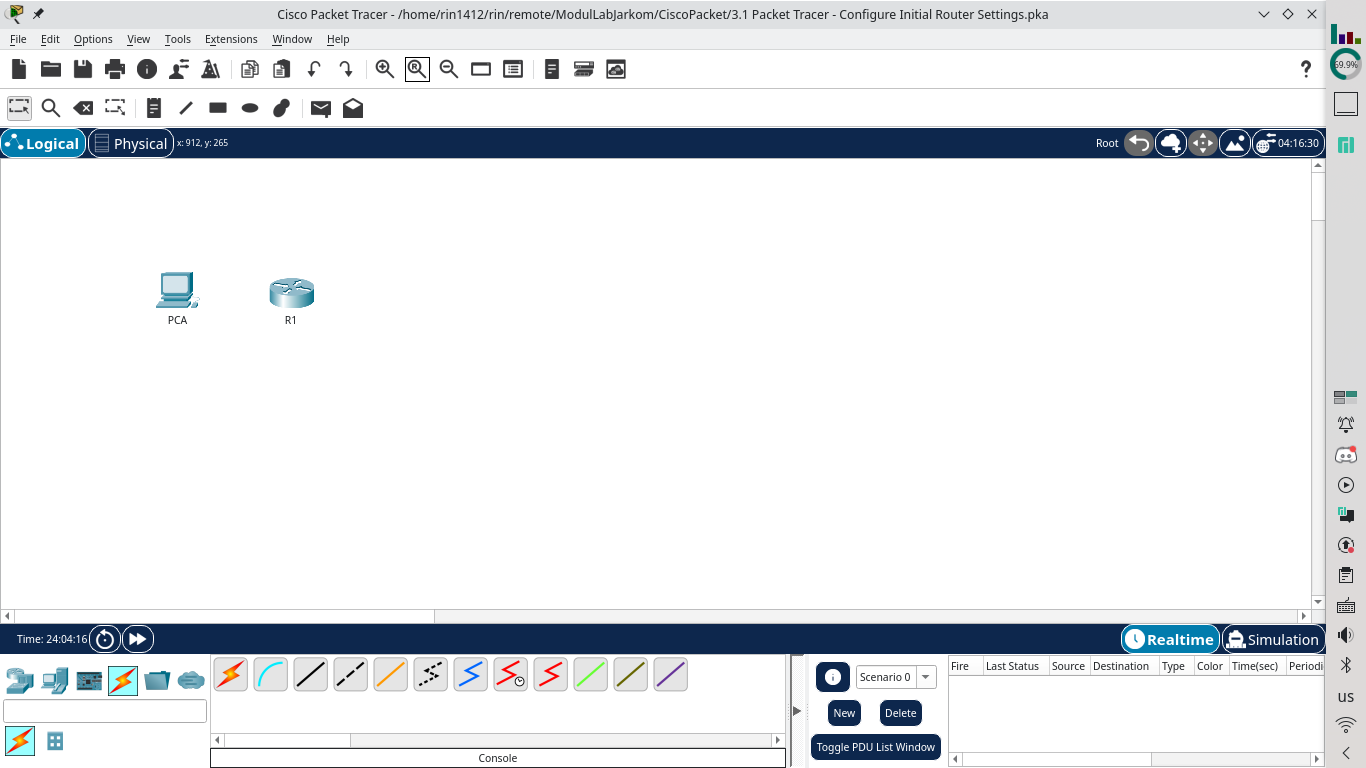 Cisco Packet Tracer - /home/rin1412/rin/remote/ModulLabJarkom/CiscoPacket/3.1 Packet Tracer - Configure Initial Router Settings.pka
File Edit Options View Tools Extensions Window Help
Logical Physical x: 912, y: 265 Root 04:16:30
59.9%
PCA R1
Time: 24:04:16 Realtime Simulation
Scenario 0
New Delete
Toggle PDU List Window
Fire Last Status Source Destination Type Color Time(sec) Periodi
Console
us